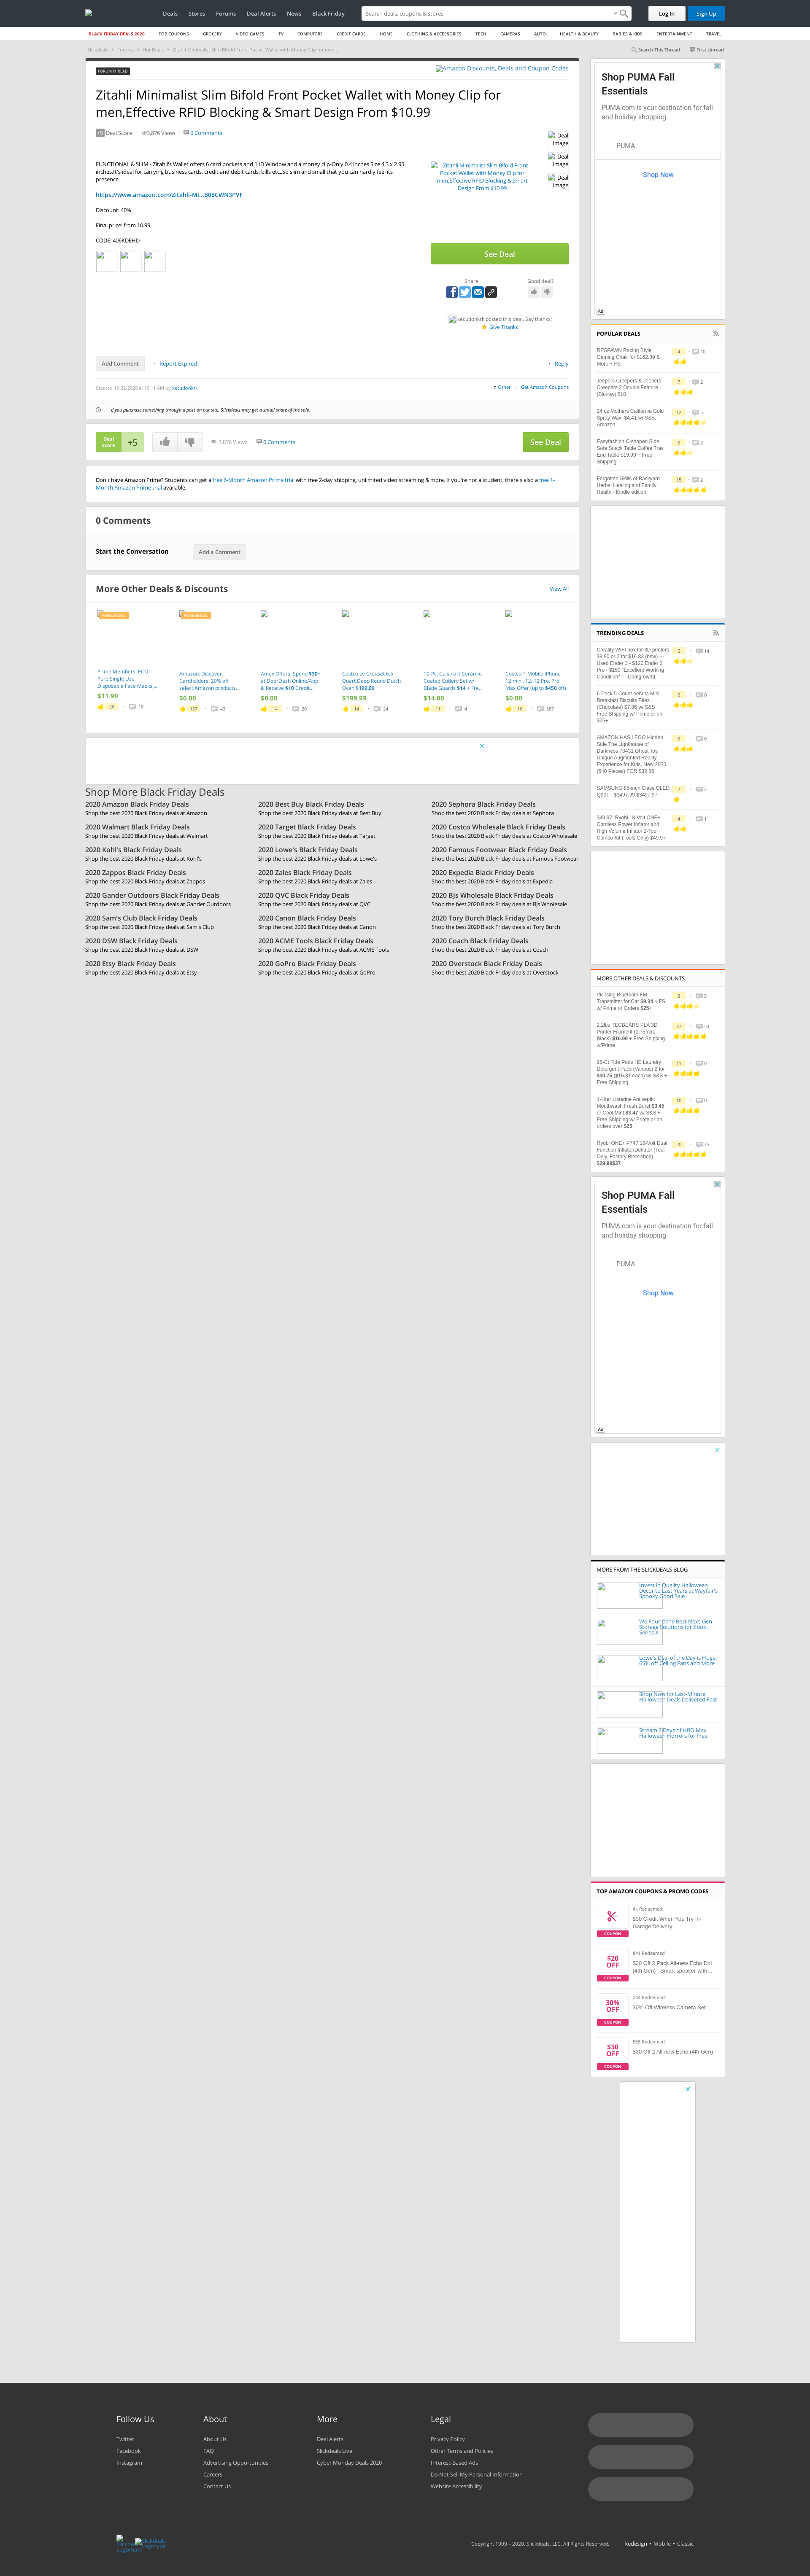 Deals Stores Forums Deal Alerts News Black Friday
Search deals, coupons & stores
Log In Sign Up
BLACK FRIDAY DEALS 2020 TOP COUPONS GROCERY VIDEO GAMES TV COMPUTERS CREDIT CARDS HOME CLOTHING & ACCESSORIES TECH CAMERAS AUTO HEALTH & BEAUTY BABIES & KIDS ENTERTAINMENT TRAVEL
Slickdeals Forums Hot Deals Zitahli Minimalist Slim Bifold Front Pocket Wallet with Money Clip for men...
Search This Thread First Unread
FORUM THREAD
Amazon Discounts, Deals and Coupon Codes
Zitahli Minimalist Slim Bifold Front Pocket Wallet with Money Clip for
men,Effective RFID Blocking & Smart Design From $10.99
+5 Deal Score 3,876 Views 0 Comments
FUNCTIONAL & SLIM - Zitahli's Wallet offers 6 card pockets and 1 ID Window and a money clip-Only 0.4 inches.Size 4.3 x 2.95
inches.It's ideal for carrying business cards, credit and debit cards, bills etc..So slim and small that you can hardly feel its
presence.
https://www.amazon.com/Zitahli-Mi...B08CWN3PVF
Discount: 40%
Final price: from 10.99
CODE: 406KDEHD
Zitahli Minimalist Slim Bifold Front
Pocket Wallet with Money Clip for
men,Effective RFID Blocking & Smart
Design From $10.99
Deal
Image
Deal
Image
Deal
Image
See Deal
Share
Good deal?
xecutionkrk posted this deal. Say thanks!
Give Thanks
Add Comment Report Expired Reply
Created 10-22-2020 at 10:11 AM by xecutionkrk
in Other Get Amazon Coupons
If you purchase something through a post on our site, Slickdeals may get a small share of the sale.
Deal
Score
+5
3,876 Views 0 Comments
See Deal
Don't have Amazon Prime? Students can get a free 6-Month Amazon Prime trial with free 2-day shipping, unlimited video streaming & more. If you're not a student, there's also a free 1-
Month Amazon Prime trial available.
0 Comments
Start the Conversation
Add a Comment
More Other Deals & Discounts
View All
Prime Members: ECO
Pure Single Use
Disposable Face Masks,...
$11.99
26 18
Amazon: Discover
Cardholders: 20% off
select Amazon products...
$0.00
157 43
Amex Offers: Spend $30+
at DoorDash Online/App
& Receive $10 Credit...
$0.00
14 20
Costco Le Creuset 6.5
Quart Deep Round Dutch
Oven $199.99
$199.99
14 24
10-Pc. Cuisinart Ceramic-
Coated Cutlery Set w/
Blade Guards $14 + Free...
$14.00
11 4
Costco T-Mobile iPhone
12 mini, 12, 12 Pro, Pro
Max Offer (up to $450 off)
$0.00
16 587
Shop More Black Friday Deals
2020 Amazon Black Friday Deals
Shop the best 2020 Black Friday deals at Amazon
2020 Best Buy Black Friday Deals
Shop the best 2020 Black Friday deals at Best Buy
2020 Sephora Black Friday Deals
Shop the best 2020 Black Friday deals at Sephora
2020 Walmart Black Friday Deals
Shop the best 2020 Black Friday deals at Walmart
2020 Target Black Friday Deals
Shop the best 2020 Black Friday deals at Target
2020 Costco Wholesale Black Friday Deals
Shop the best 2020 Black Friday deals at Costco Wholesale
2020 Kohl's Black Friday Deals
Shop the best 2020 Black Friday deals at Kohl's
2020 Lowe's Black Friday Deals
Shop the best 2020 Black Friday deals at Lowe's
2020 Famous Footwear Black Friday Deals
Shop the best 2020 Black Friday deals at Famous Footwear
2020 Zappos Black Friday Deals
Shop the best 2020 Black Friday deals at Zappos
2020 Zales Black Friday Deals
Shop the best 2020 Black Friday deals at Zales
2020 Expedia Black Friday Deals
Shop the best 2020 Black Friday deals at Expedia
2020 Gander Outdoors Black Friday Deals
Shop the best 2020 Black Friday deals at Gander Outdoors
2020 QVC Black Friday Deals
Shop the best 2020 Black Friday deals at QVC
2020 BJs Wholesale Black Friday Deals
Shop the best 2020 Black Friday deals at BJs Wholesale
2020 Sam's Club Black Friday Deals
Shop the best 2020 Black Friday deals at Sam's Club
2020 Canon Black Friday Deals
Shop the best 2020 Black Friday deals at Canon
2020 Tory Burch Black Friday Deals
Shop the best 2020 Black Friday deals at Tory Burch
2020 DSW Black Friday Deals
Shop the best 2020 Black Friday deals at DSW
2020 ACME Tools Black Friday Deals
Shop the best 2020 Black Friday deals at ACME Tools
2020 Coach Black Friday Deals
Shop the best 2020 Black Friday deals at Coach
2020 Etsy Black Friday Deals
Shop the best 2020 Black Friday deals at Etsy
2020 GoPro Black Friday Deals
Shop the best 2020 Black Friday deals at GoPro
2020 Overstock Black Friday Deals
Shop the best 2020 Black Friday deals at Overstock
Shop PUMA Fall
Essentials
PUMA.com is your destination for fall
and holiday shopping
PUMA
Shop Now
Ad
POPULAR DEALS
RESPAWN Racing Style
Gaming Chair for $162.89 &
More + FS
4 10
Jeepers Creepers & Jeepers
Creepers 2 Double Feature
(Blu-ray) $10
7 2
24 oz Mothers California Gold
Spray Wax, $4.41 w/ S&S,
Amazon
12 5
Easyfashion C-shaped Side
Sofa Snack Table Coffee Tray
End Table $19.99 + Free
Shipping
5 2
Forgotten Skills of Backyard
Herbal Healing and Family
Health - Kindle edition
15 2
TRENDING DEALS
Creality WIFI box for 3D printers
$9.90 or 2 for $16.83 (new) ---
Used Ender 3 - $120 Ender 3
Pro - $150 "Excellent Working
Condition" --- Comgrow3d
5 14
6-Pack 5-Count belVita Mini
Breakfast Biscuits Bites
(Chocolate) $7.86 w/ S&S +
Free Shipping w/ Prime or on
$25+
6 0
AMAZON HAS LEGO Hidden
Side The Lighthouse of
Darkness 70431 Ghost Toy,
Unique Augmented Reality
Experience for Kids, New 2020
(540 Pieces) FOR $32.36
6 0
SAMSUNG 85-inch Class QLED
Q90T - $3497.99 $3497.97
2 2
$49.97, Ryobi 18-Volt ONE+
Cordless Power Inflator and
High Volume Inflator 2-Tool
Combo Kit (Tools Only) $49.97
4 11
MORE OTHER DEALS & DISCOUNTS
VicTsing Bluetooth FM
Transmitter for Car $9.34 + FS
w/ Prime or Orders $25+
8 5
2.2lbs TECBEARS PLA 3D
Printer Filament (1.75mm,
Black) $16.99 + Free Shipping
w/Prime
37 53
96-Ct Tide Pods HE Laundry
Detergent Pacs (Various) 2 for
$30.75 ($15.37 each) w/ S&S +
Free Shipping
11 0
1-Liter Listerine Antiseptic
Mouthwash Fresh Burst $3.45
or Cool Mint $3.47 w/ S&S +
Free Shipping w/ Prime or on
orders over $25
10 0
Ryobi ONE+ P747 18-Volt Dual
Function Inflator/Deflator (Tool
Only, Factory Blemished)
$29.99$37
20 25
Shop PUMA Fall
Essentials
PUMA.com is your destination for fall
and holiday shopping
PUMA
Shop Now
Ad
MORE FROM THE SLICKDEALS BLOG
Invest in Quality Halloween
Decor to Last Years at Wayfair's
Spooky Good Sale
We Found the Best Next-Gen
Storage Solutions for Xbox
Series X
Lowe's Deal of the Day is Huge:
65% off Ceiling Fans and More
Shop Now for Last-Minute
Halloween Deals Delivered Fast
Stream 7 Days of HBO Max
Halloween Horrors for Free
TOP AMAZON COUPONS & PROMO CODES
4k Redeemed
$30 Credit When You Try In-
Garage Delivery
COUPON
$20
OFF
COUPON
841 Redeemed
$20 Off 2 Pack All-new Echo Dot
(4th Gen) | Smart speaker with...
30%
OFF
COUPON
244 Redeemed
30% Off Wireless Camera Set
$30
OFF
COUPON
568 Redeemed
$30 Off 2 All-new Echo (4th Gen)
Follow Us
Twitter
Facebook
Instagram
About
About Us
FAQ
Advertising Opportunities
Careers
Contact Us
More
Deal Alerts
Slickdeals Live
Cyber Monday Deals 2020
Legal
Privacy Policy
Other Terms and Policies
Interest-Based Ads
Do Not Sell My Personal Information
Website Accessibility
Slickdeals Logomark
Slickdeals Logotype
Copyright 1999 - 2020. Slickdeals, LLC. All Rights Reserved. Redesign • Mobile • Classic